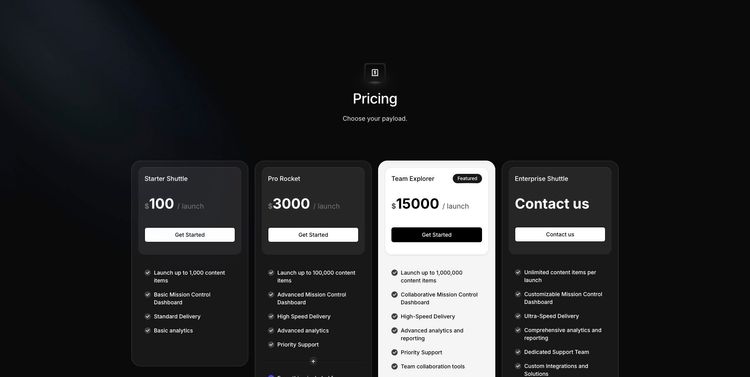 Pricing
Choose your payload.
Starter Shuttle
$100 / launch
Get Started
Launch up to 1,000 content
items
Basic Mission Control
Dashboard
Standard Delivery
Basic analytics
Pro Rocket
$3000 / launch
Get Started
Launch up to 100,000 content
items
Advanced Mission Control
Dashboard
High Speed Delivery
Advanced analytics
Priority Support
+
Team Explorer
Featured
$15000 / launch
Get Started
Launch up to 1,000,000
content items
Collaborative Mission Control
Dashboard
High-Speed Delivery
Advanced analytics and
reporting
Priority Support
Team collaboration tools
Enterprise Shuttle
Contact us
Contact us
Unlimited content items per
launch
Customizable Mission Control
Dashboard
Ultra-Speed Delivery
Comprehensive analytics and
reporting
Dedicated Support Team
Custom Integrations and
Solutions